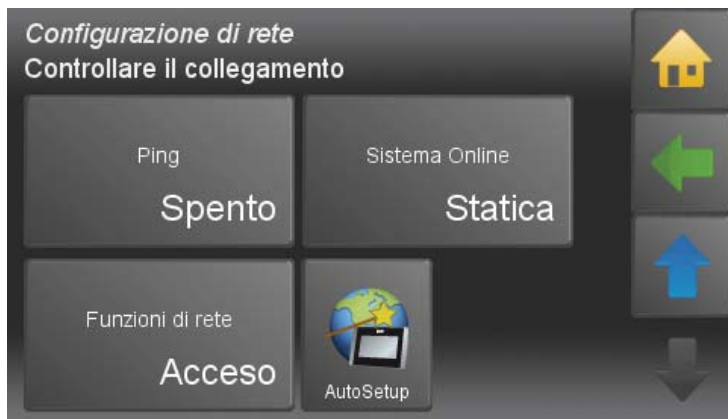 Configurazione di rete
Controllare il collegamento
Ping
Spento
Sistema Online
Statica
Funzioni di rete
Acceso
AutoSetup